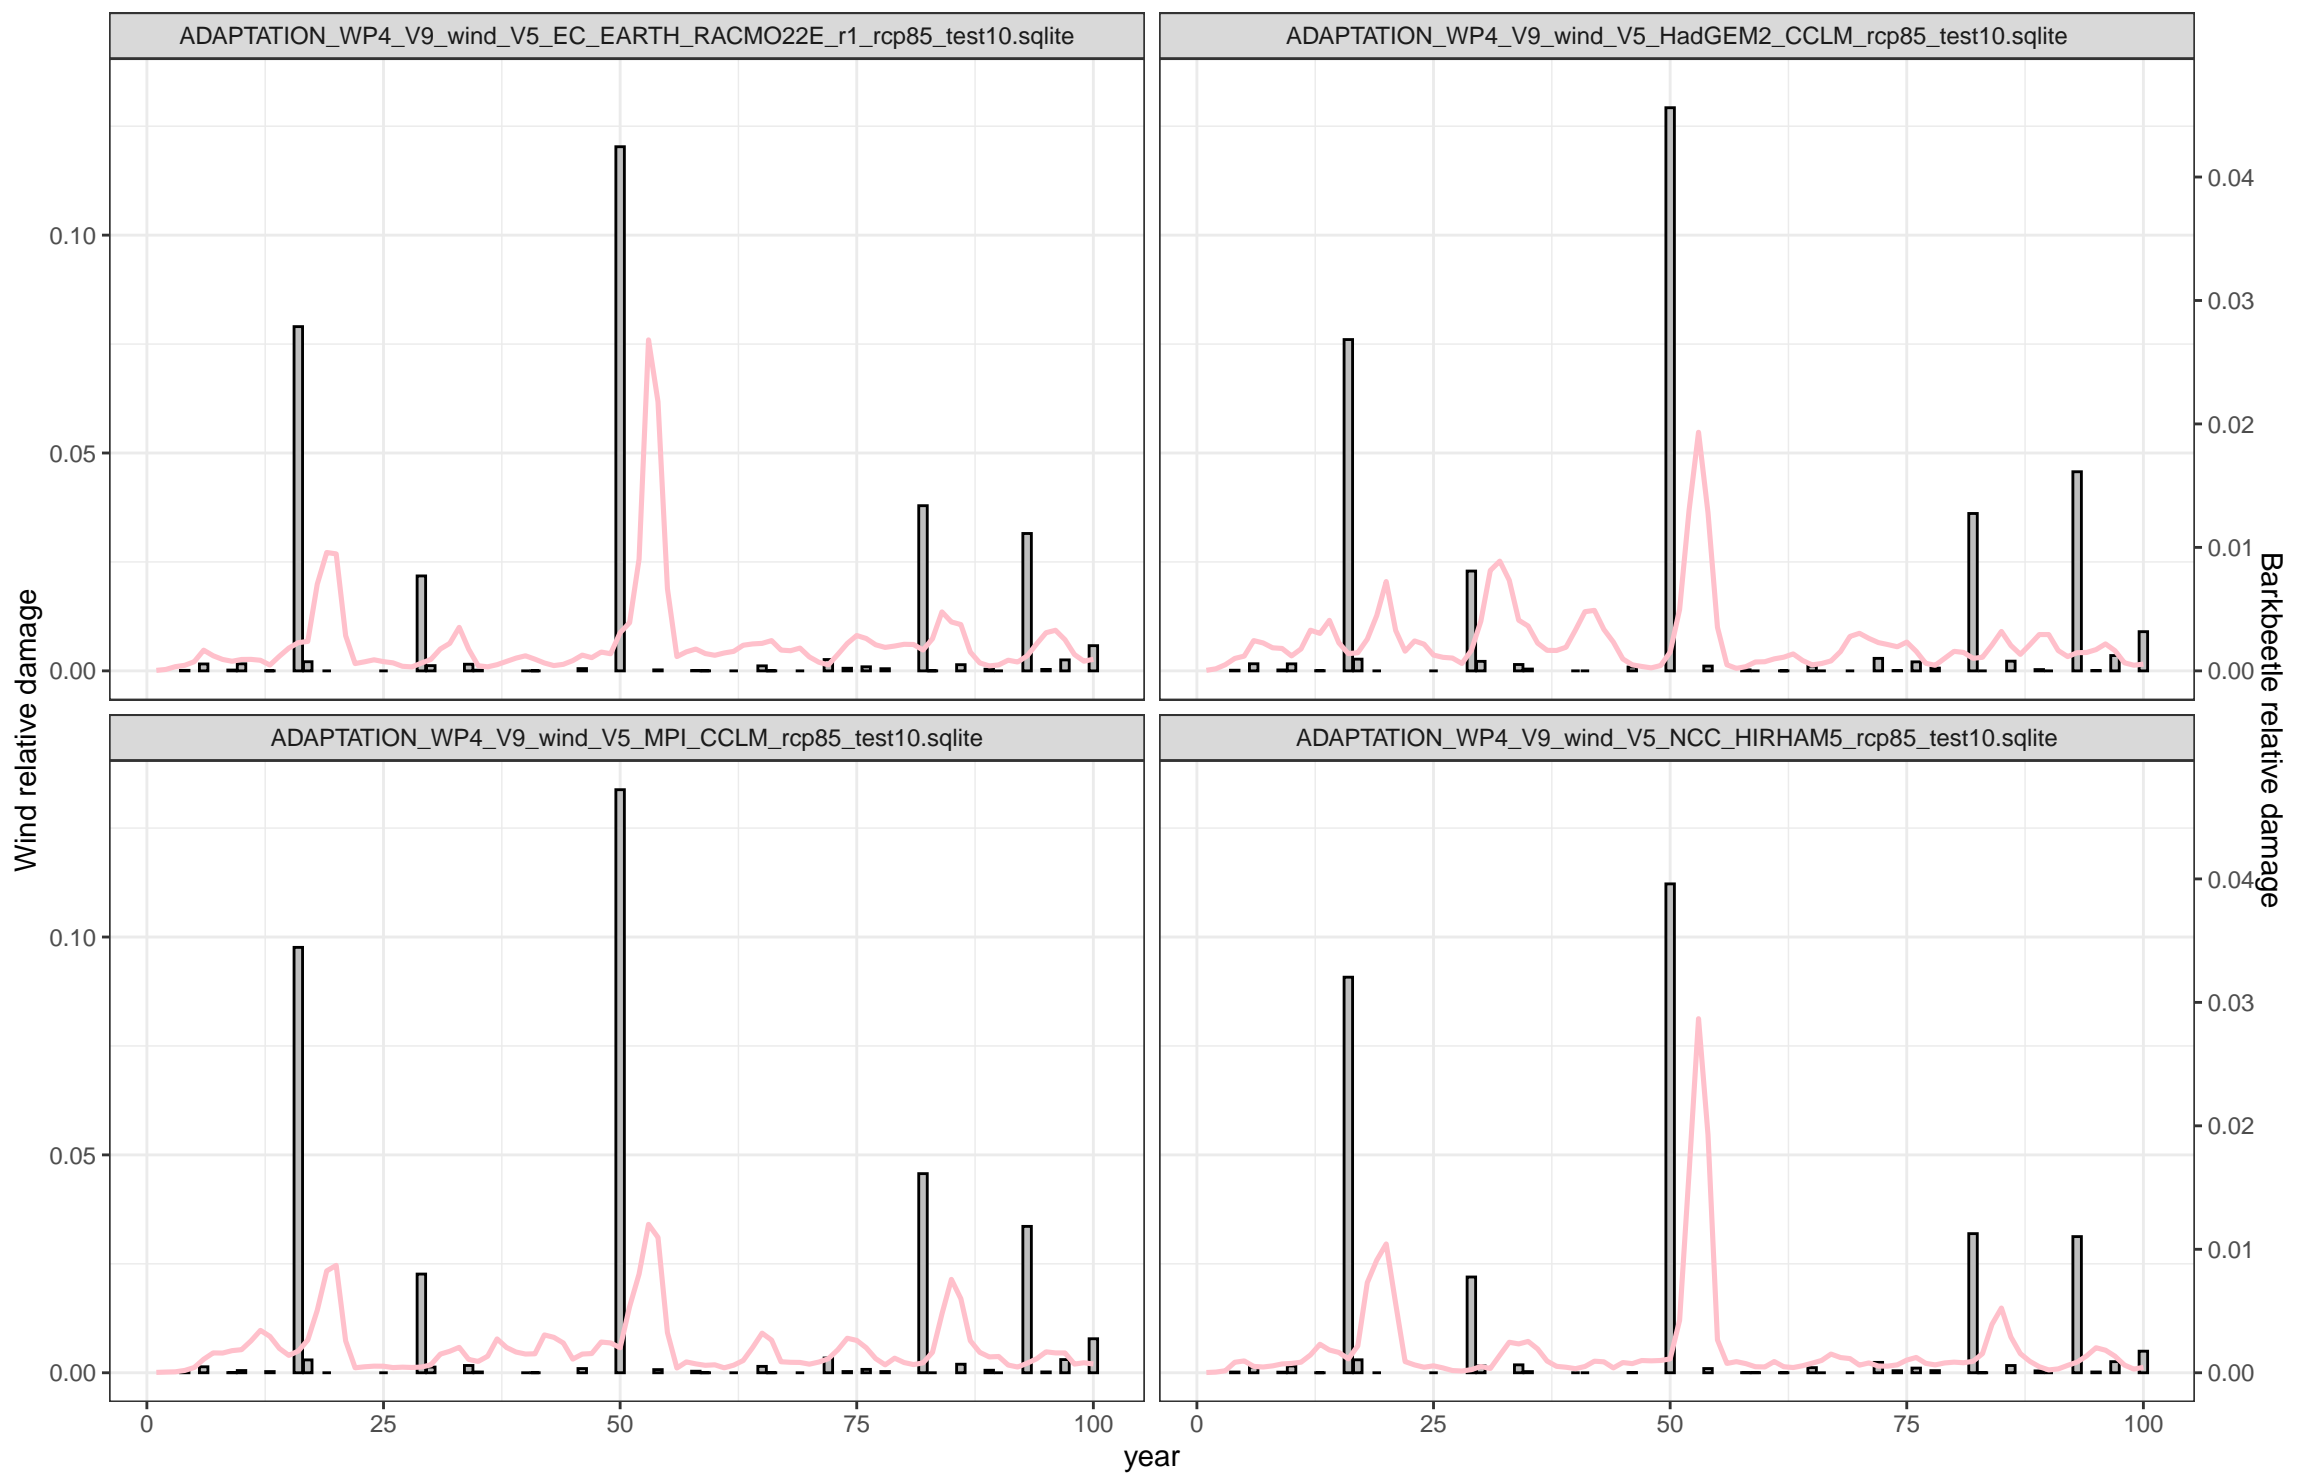 ADAPTATION_WP4_V9_wind_V5_EC_EARTH_RACMO22E_r1_rcp85_test10.sqlite
ADAPTATION_WP4_V9_wind_V5_HadGEM2_CCLM_rcp85_test10.sqlite
0.10
0.05
0.00
0.04
0.03
0.02
0.01
0.00
Wind relative damage
Barkbeetle relative damage
ADAPTATION_WP4_V9_wind_V5_MPI_CCLM_rcp85_test10.sqlite
ADAPTATION_WP4_V9_wind_V5_NCC_HIRHAM5_rcp85_test10.sqlite
0.10
0.05
0.00
0.04
0.03
0.02
0.01
0.00
0 25 50 75 100
0 25 50 75 100
year